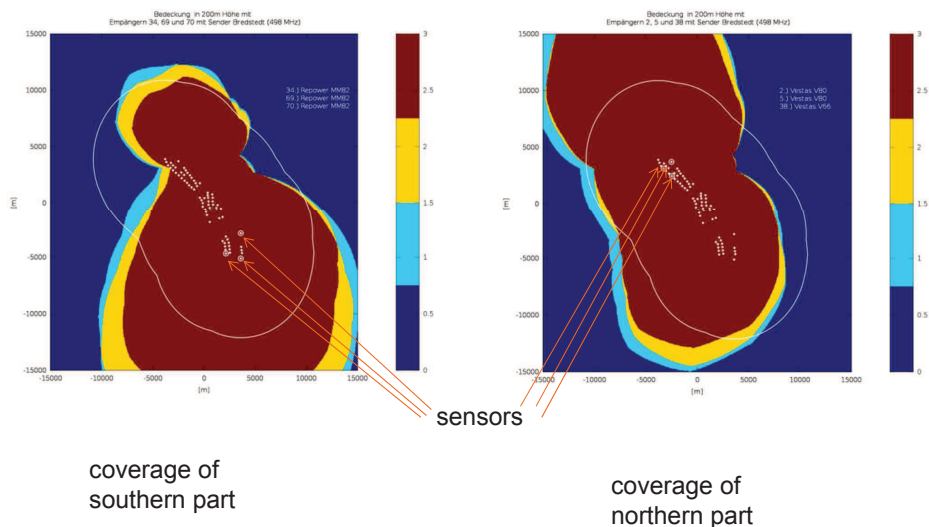 Bedeckung in 200m Höhe mit
Empfängern 34, 69 und 70 mit Sender Bredstedt (498 MHz)
15000
10000
5000
0
-5000
-10000
-15000
[m]
-15000 -10000 -5000 0 5000 10000 15000
[m]
34.) Repower MM82
69.) Repower MM82
70.) Repower MM82
3
2.5
2
1.5
1
0.5
0
Bedeckung in 200m Höhe mit
Empfängern 2, 5 und 38 mit Sender Bredstedt (498 MHz)
15000
10000
5000
0
-5000
-10000
-15000
[m]
-15000 -10000 -5000 0 5000 10000 15000
[m]
2.) Vestas V80
5.) Vestas V80
38.) Vestas V66
3
2.5
2
1.5
1
0.5
0
sensors
coverage of
southern part
coverage of
northern part